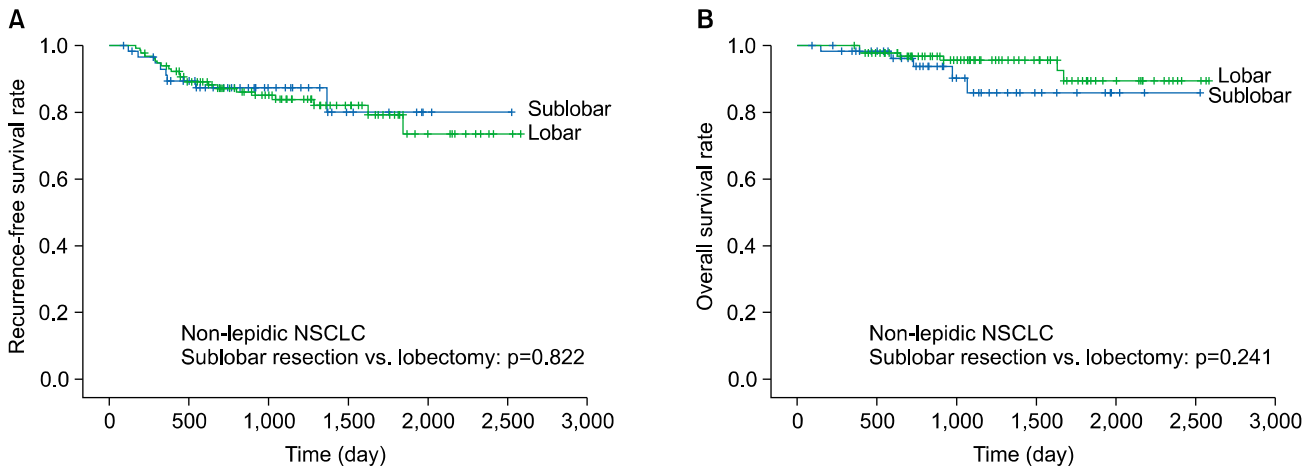 A
Recurrence-free survival rate
1.0
0.8
0.6
0.4
0.2
0.0
Sublobar
Lobar
Non-lepidic NSCLC
Sublobar resection vs. lobectomy: p=0.822
0 500 1,000 1,500 2,000 2,500 3,000
Time (day)
B
Overall survival rate
1.0
0.8
0.6
0.4
0.2
0.0
Lobar
Sublobar
Non-lepidic NSCLC
Sublobar resection vs. lobectomy: p=0.241
0 500 1,000 1,500 2,000 2,500 3,000
Time (day)